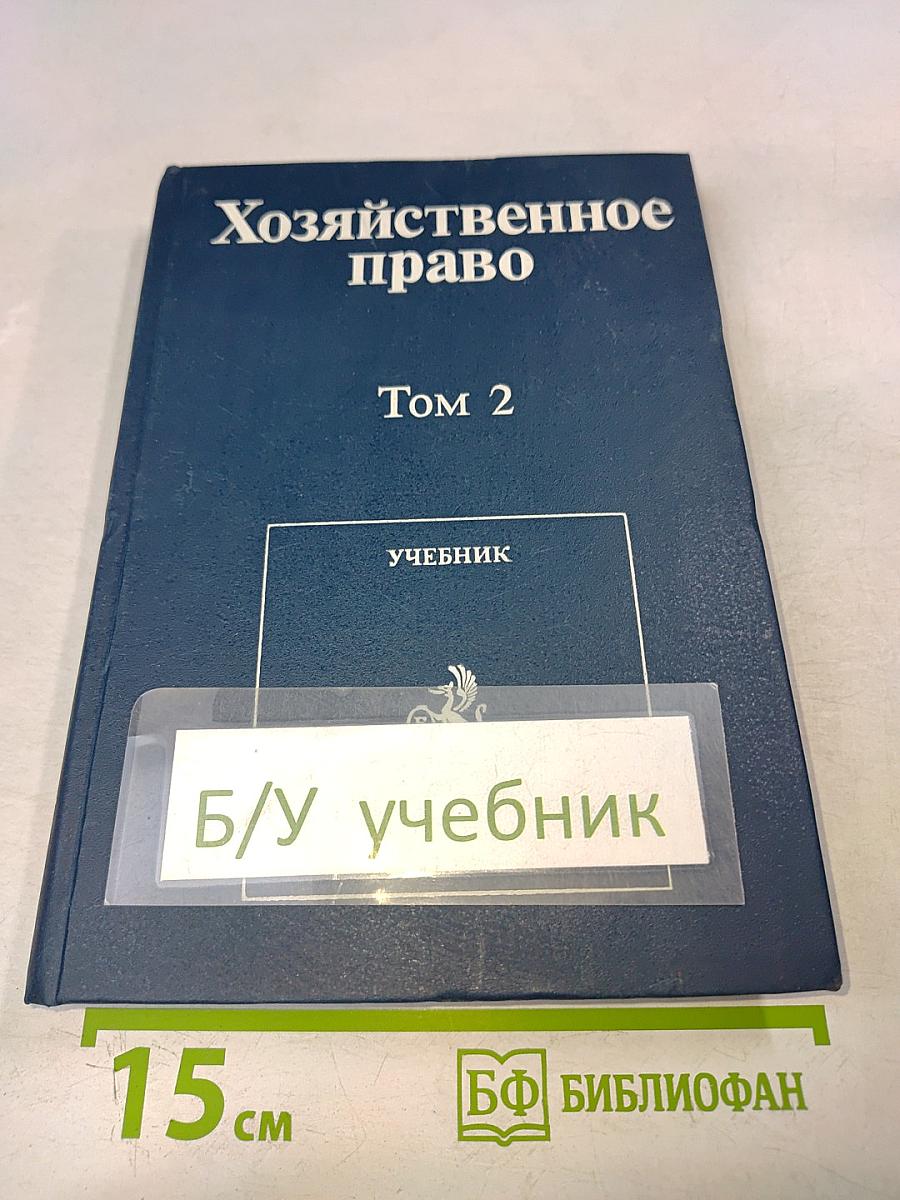 Хозяйственное
право
Том 2
УЧЕБНИК
Б/У учебник
15 см
БФ БИБЛИОФАН